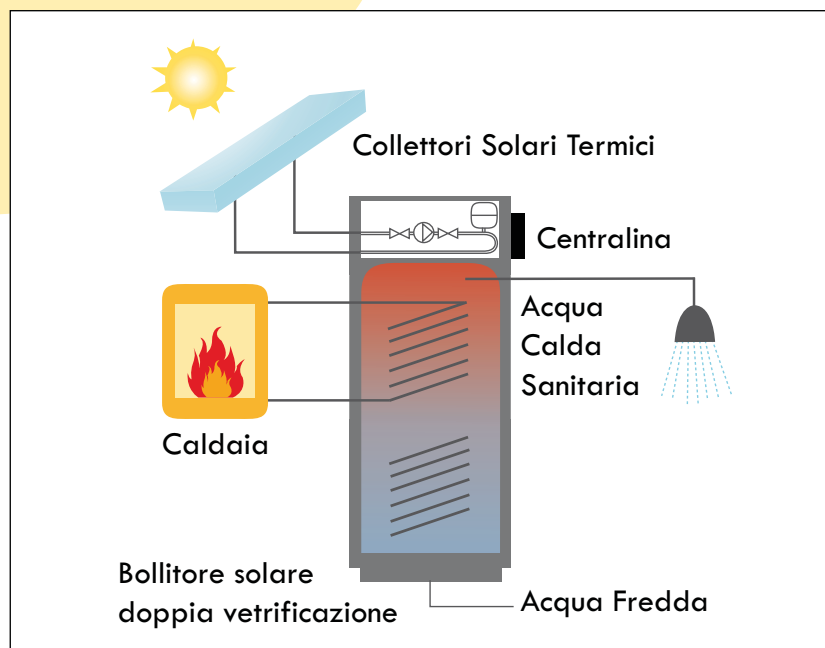 Collettori Solari Termici
Centralina
Acqua
Calda
Sanitaria
Caldaia
Bollitore solare
doppia vetrificazione
Acqua Fredda